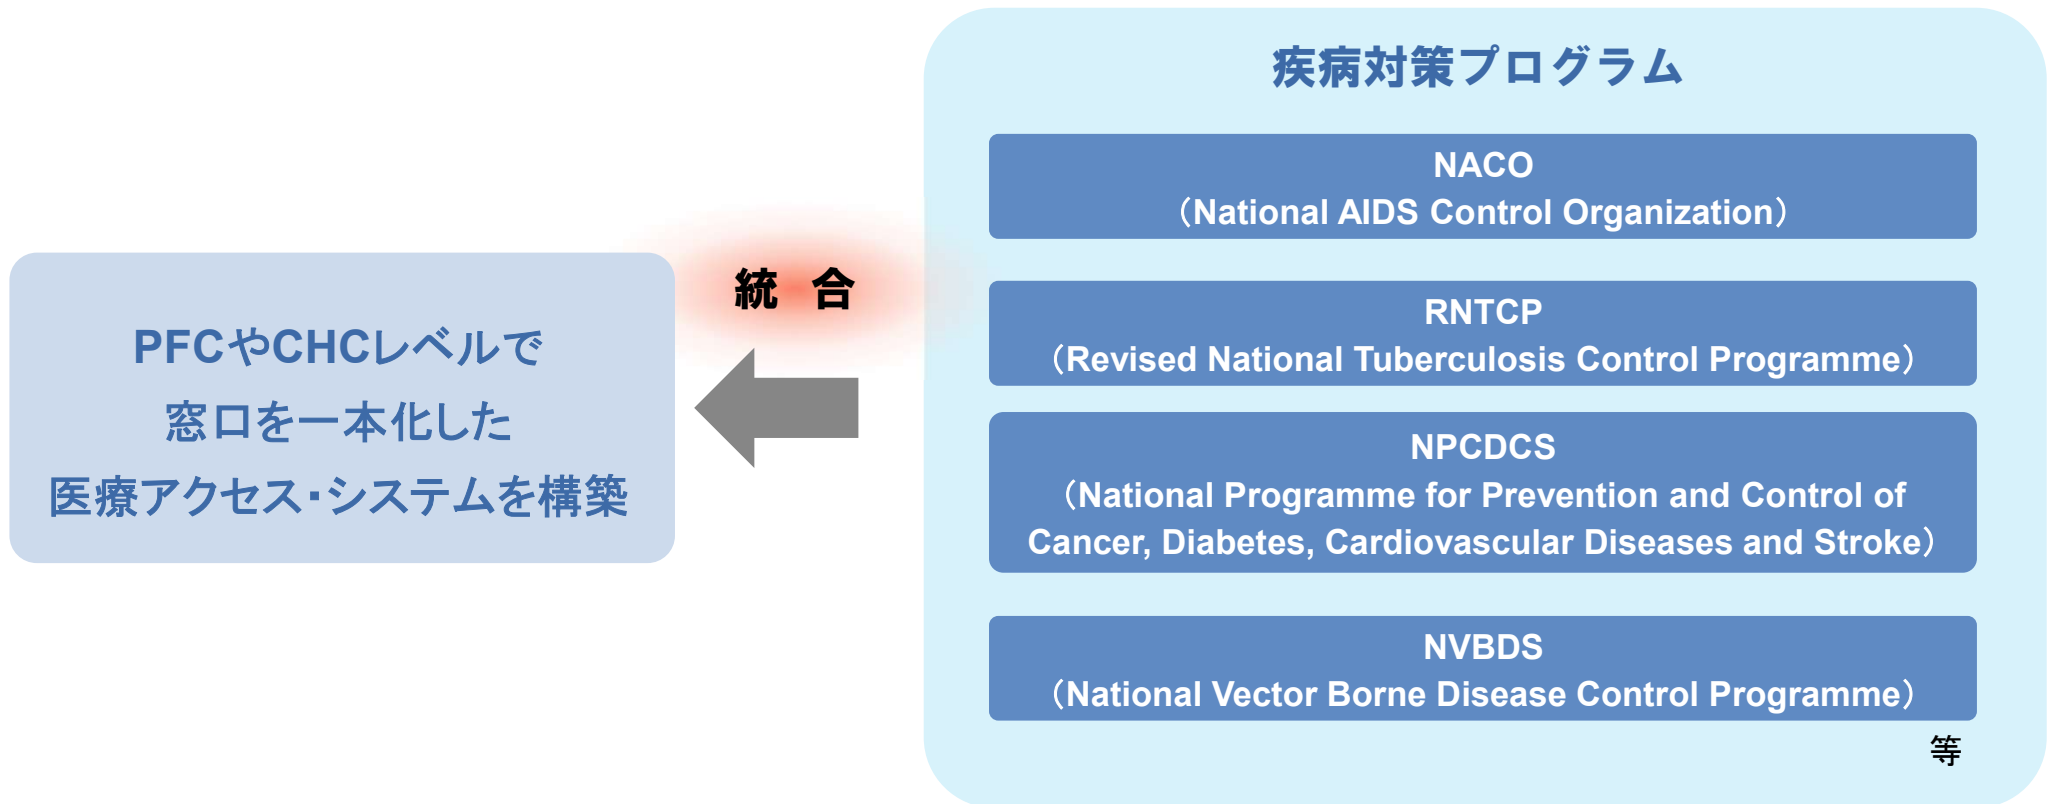 疾病対策プログラム
NACO
（National AIDS Control Organization）
RNTCP
（Revised National Tuberculosis Control Programme）
NPCDCS
（National Programme for Prevention and Control of
Cancer, Diabetes, Cardiovascular Diseases and Stroke）
NVBDS
（National Vector Borne Disease Control Programme）
等
統　合
PFCやCHCレベルで
窓口を一本化した
医療アクセス・システムを構築